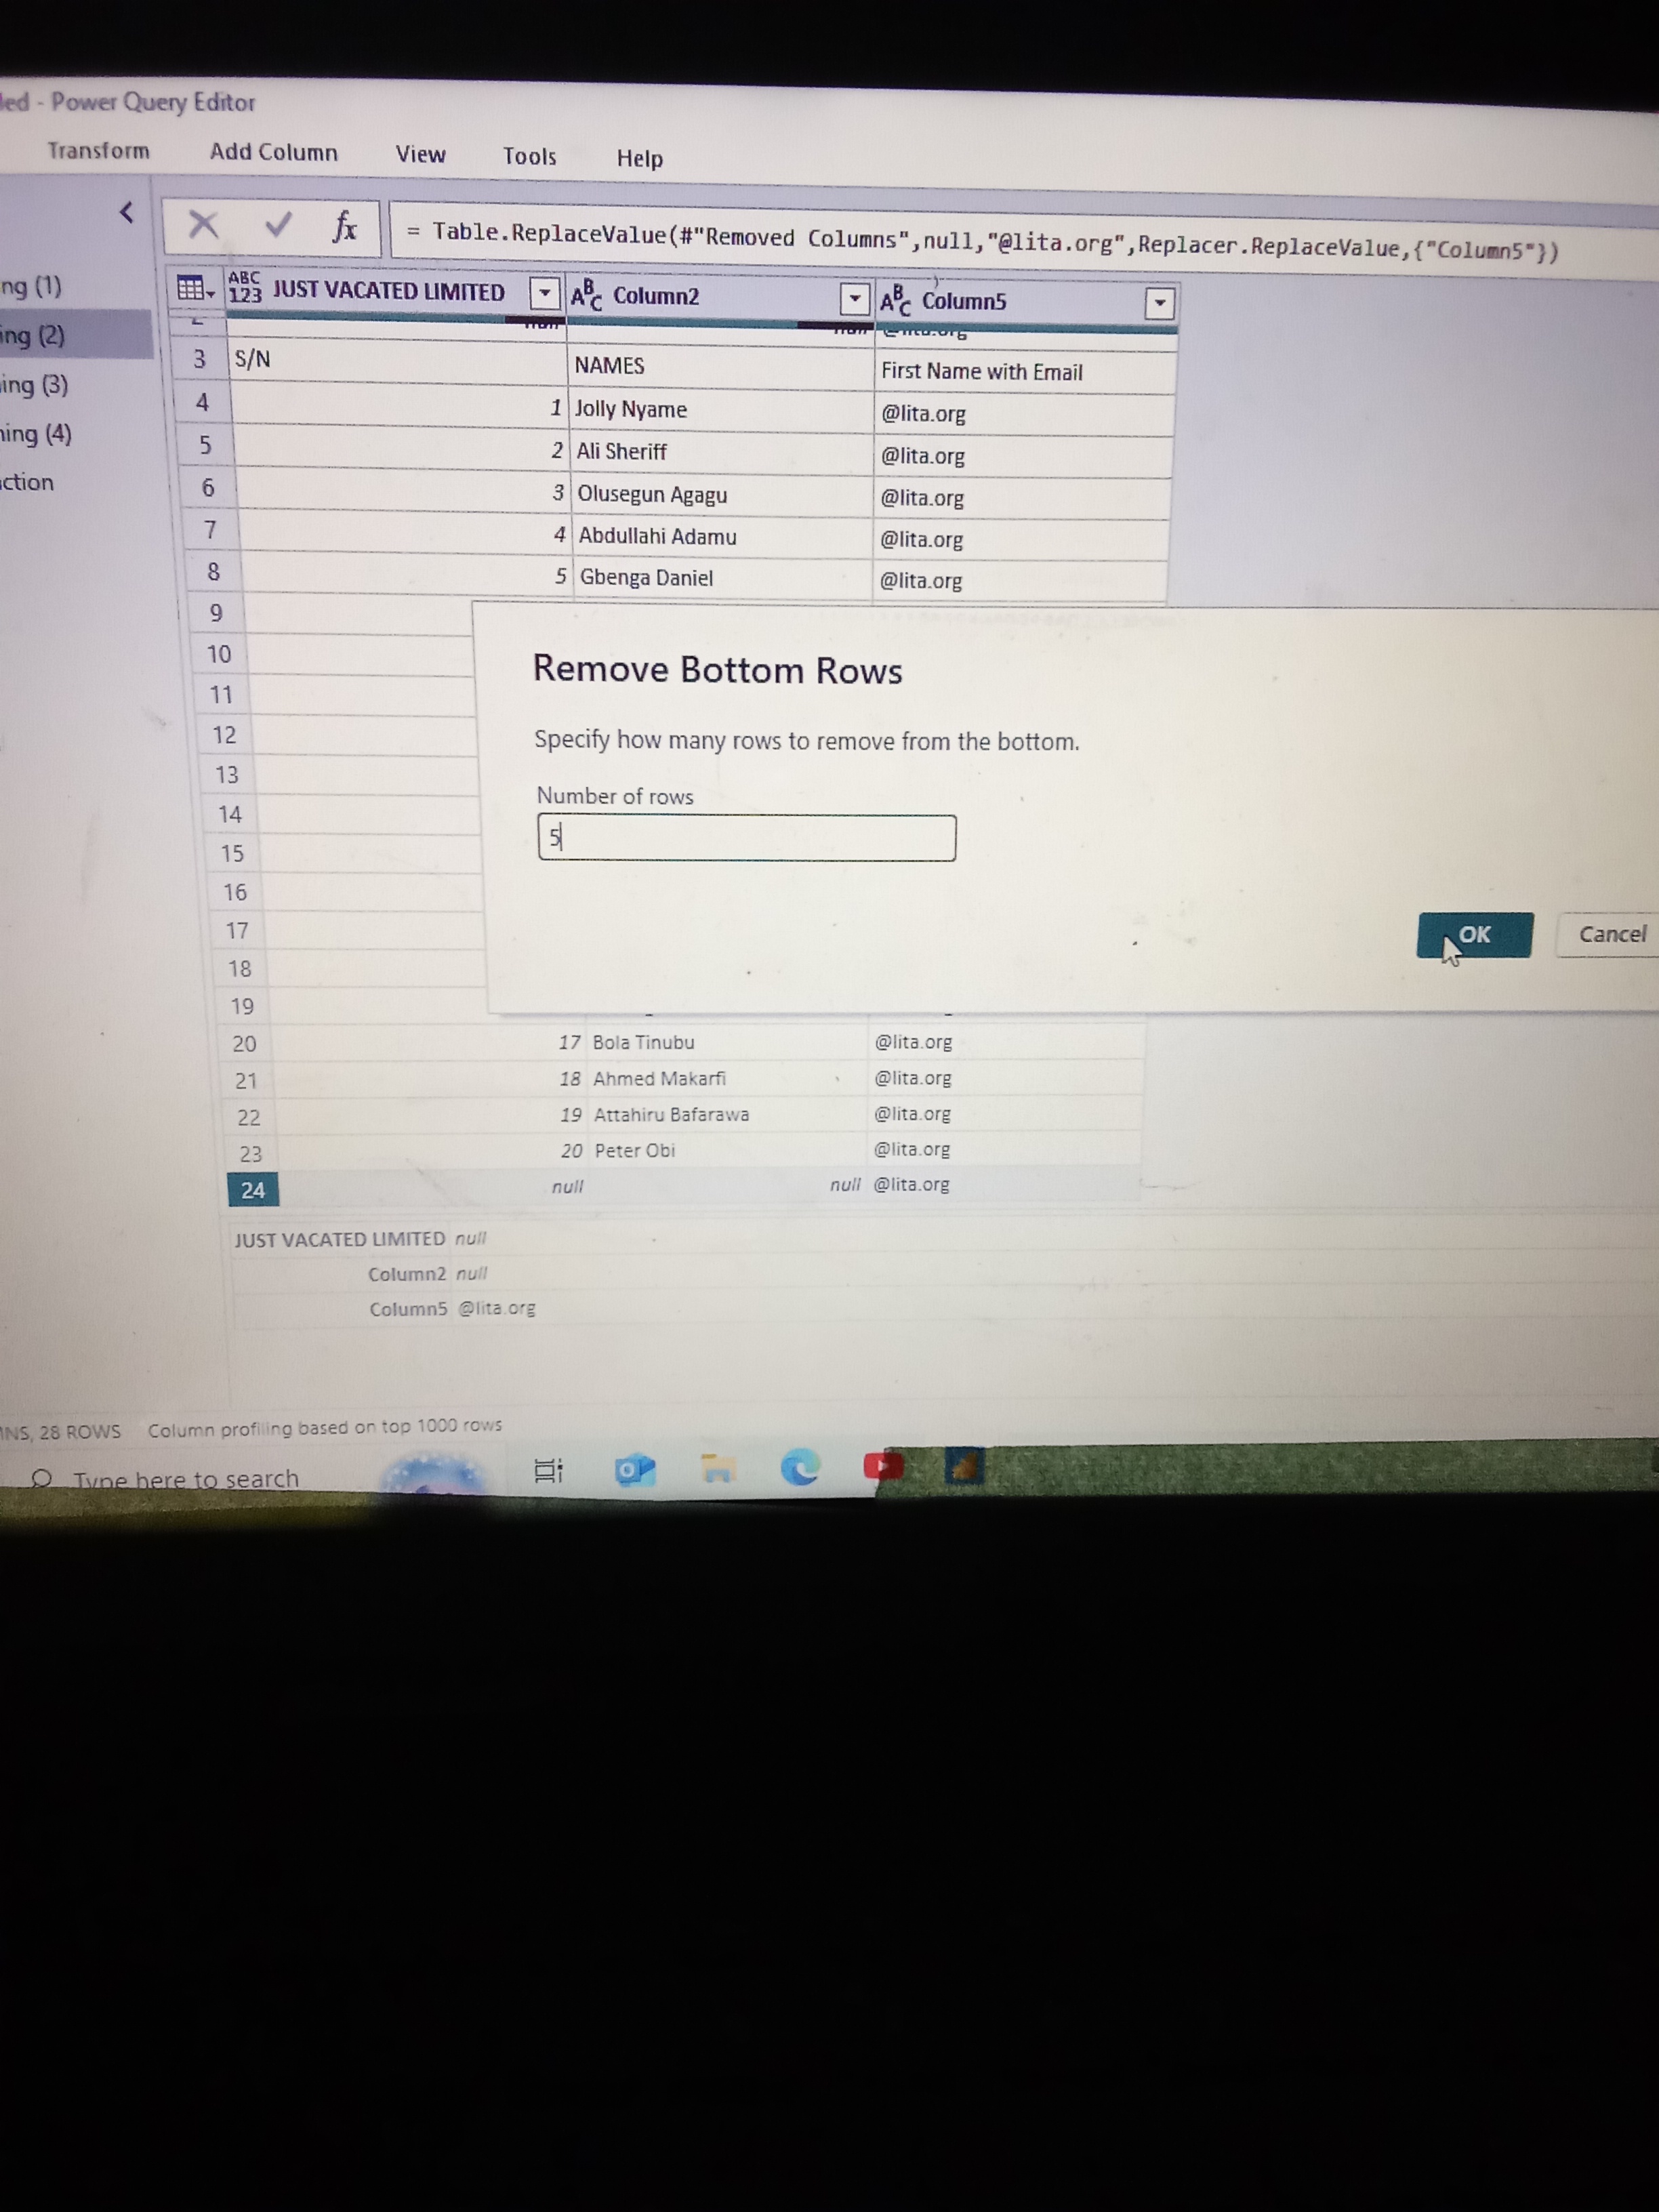 led - Power Query Editor
Transform Add Column View Tools Help
= Table.ReplaceValue(#"Removed Columns",null,"@lita.org",Replacer.ReplaceValue,{"Column5"})
ng (1)
ing (2)
ing (3)
ning (4)
ction
ABC 123 JUST VACATED LIMITED ABC Column2 ABC Column5
3 S/N NAMES First Name with Email
4 1 Jolly Nyame @lita.org
5 2 Ali Sheriff @lita.org
6 3 Olusegun Agagu @lita.org
7 4 Abdullahi Adamu @lita.org
8 5 Gbenga Daniel @lita.org
9
10
11
12
13
14
15
16
17
18
19
Remove Bottom Rows
Specify how many rows to remove from the bottom.
Number of rows
5
OK Cancel
20 17 Bola Tinubu @lita.org
21 18 Ahmed Makarfi @lita.org
22 19 Attahiru Bafarawa @lita.org
23 20 Peter Obi @lita.org
24 null null @lita.org
JUST VACATED LIMITED null
Column2 null
Column5 @lita.org
NS, 28 ROWS Column profiling based on top 1000 rows
Type here to search